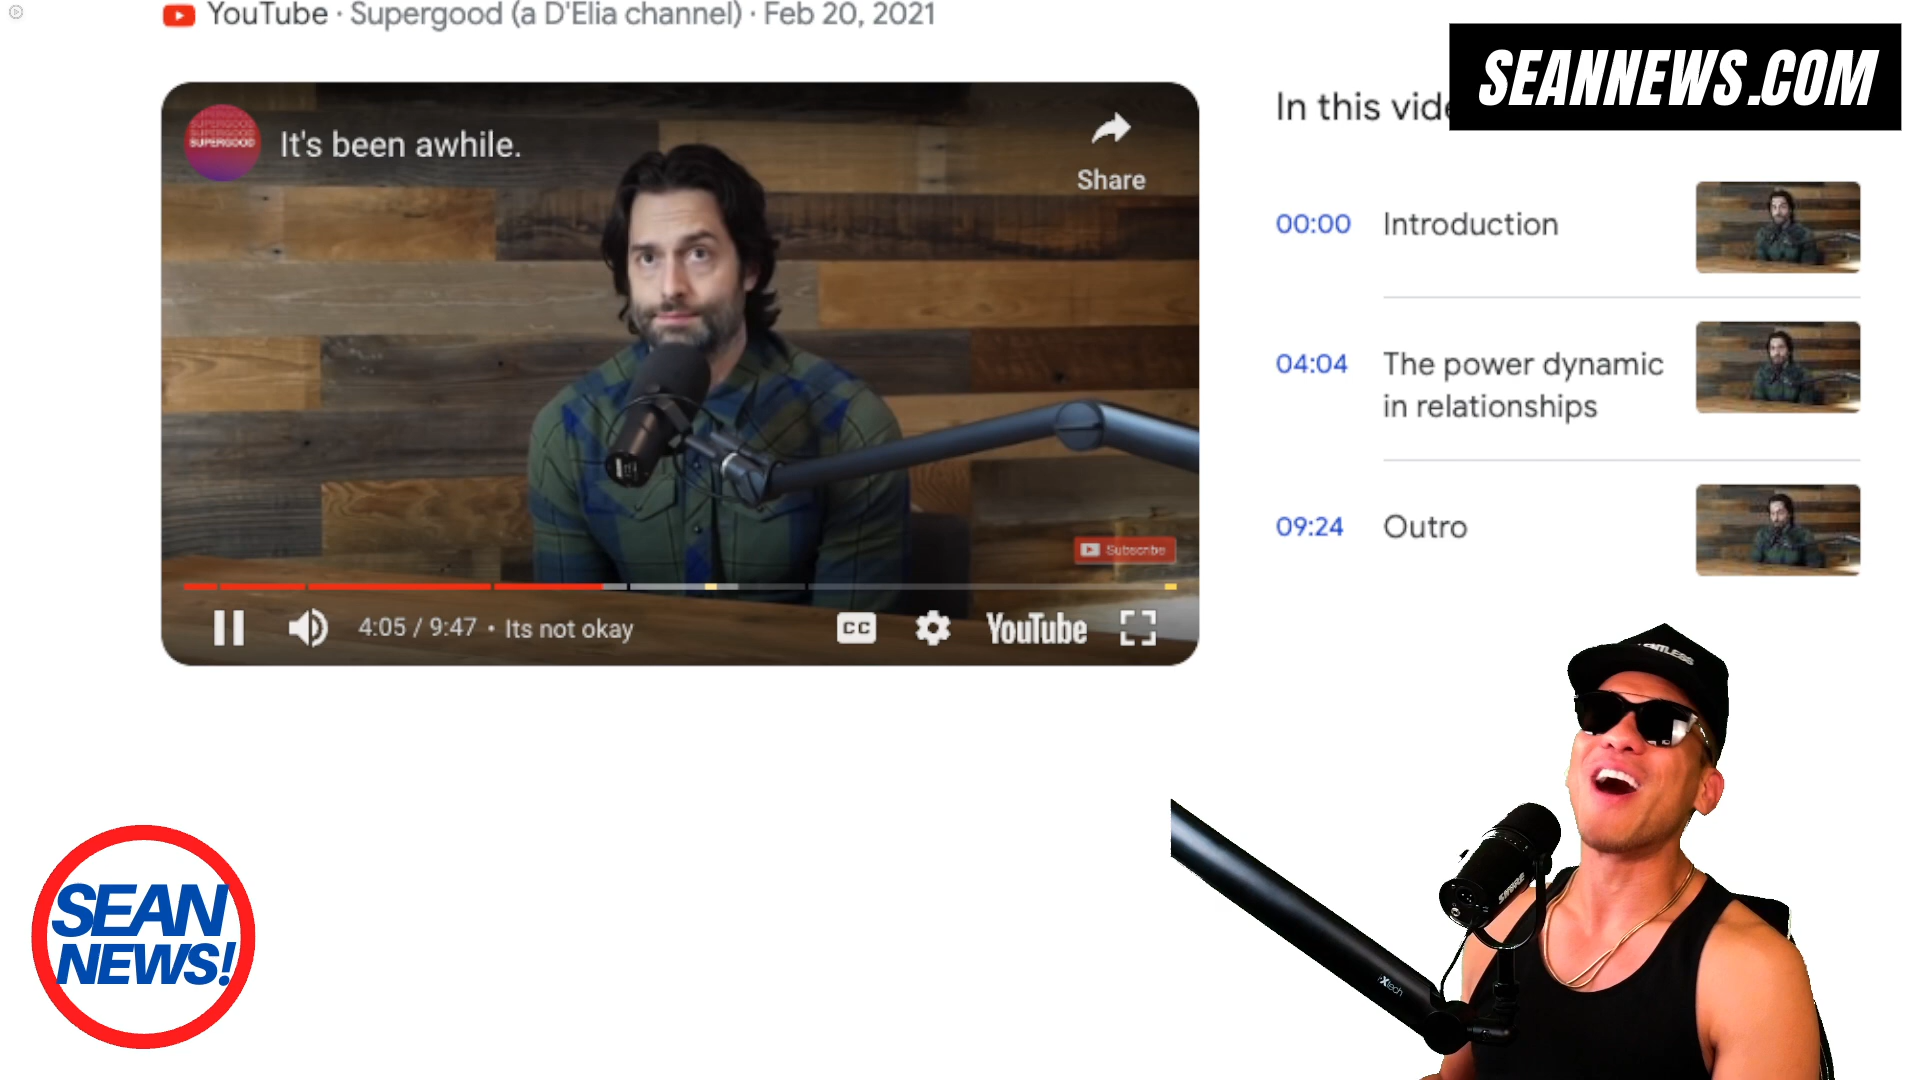 YouTube · Supergood (a D'Elia channel) · Feb 20, 2021
SEANNEWS.COM
SUPERGOOD
It's been awhile.
Share
In this vide
00:00 Introduction
04:04 The power dynamic
in relationships
09:24 Outro
Subscribe
4:05 / 9:47 • Its not okay
CC
YouTube
SEAN
NEWS!
SHURE